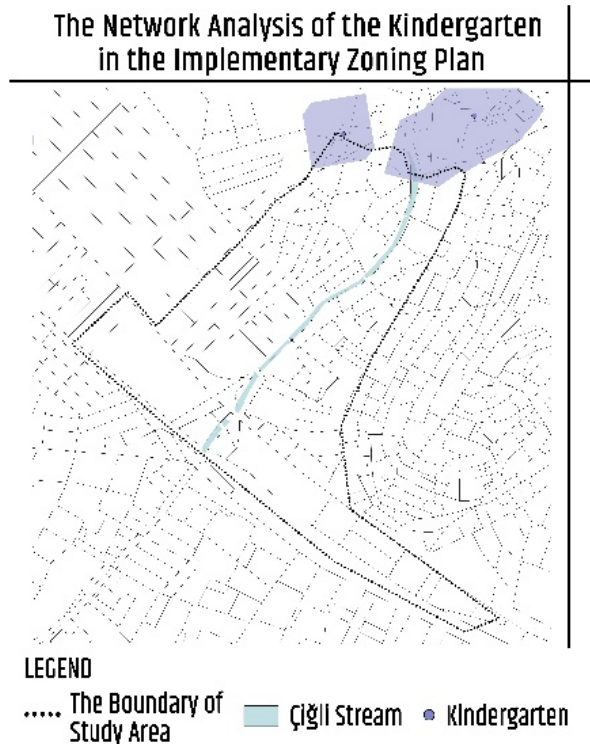 The Network Analysis of the Kindergarten
in the Implementary Zoning Plan
LEGEND
The Boundary of
Study Area
Çiğli Stream
Kindergarten